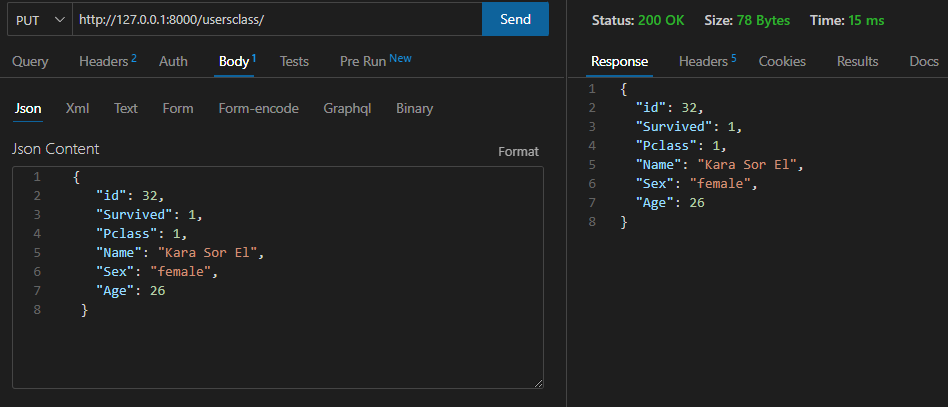 PUT http://127.0.0.1:8000/usersclass/ Send
Query Headers 2 Auth Body 1 Tests Pre Run New
Json Xml Text Form Form-encode Graphql Binary
Json Content Format
1 {
2 "id": 32,
3 "Survived": 1,
4 "Pclass": 1,
5 "Name": "Kara Sor El",
6 "Sex": "female",
7 "Age": 26
8 }
Status: 200 OK Size: 78 Bytes Time: 15 ms
Response Headers 5 Cookies Results Docs
1 {
2 "id": 32,
3 "Survived": 1,
4 "Pclass": 1,
5 "Name": "Kara Sor El",
6 "Sex": "female",
7 "Age": 26
8 }